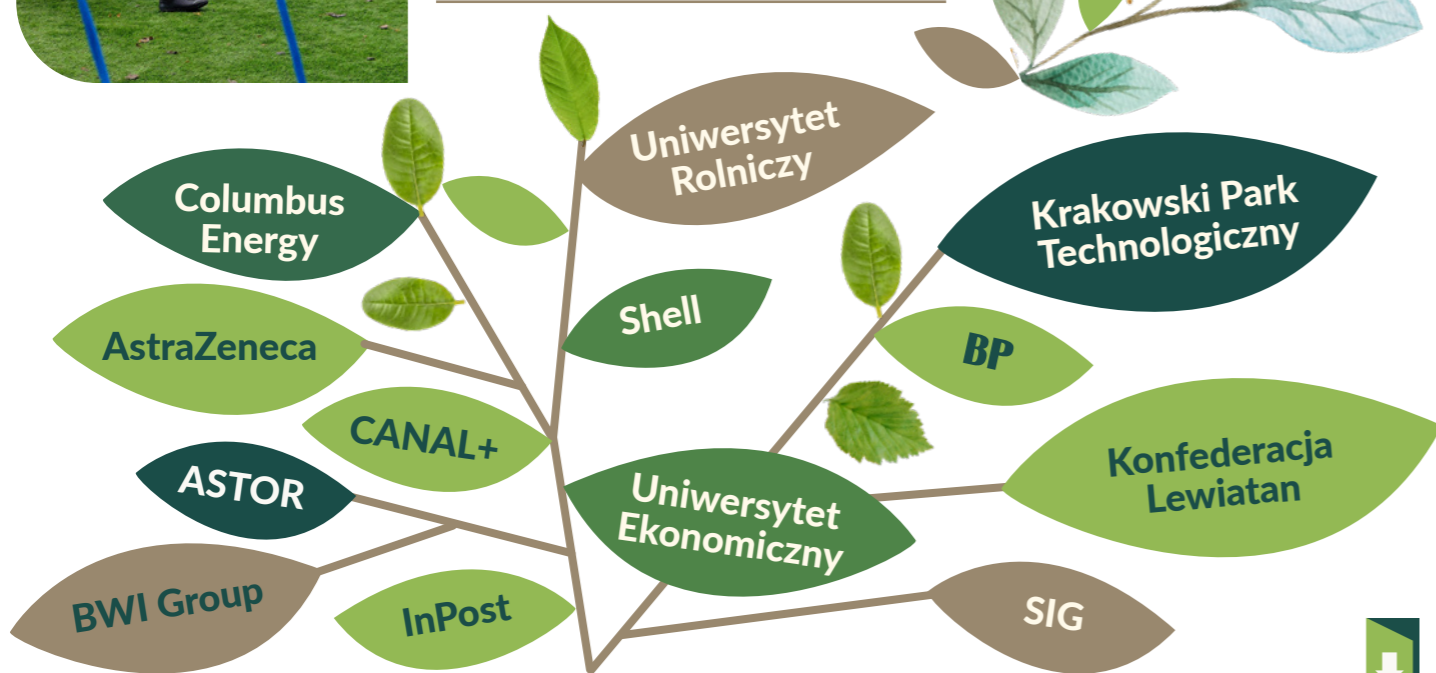 Uniwersytet
Rolniczy
Columbus
Energy
Krakowski Park
Technologiczny
Shell
AstraZeneca
BP
CANAL+
Konfederacja
Lewiatan
ASTOR
Uniwersytet
Ekonomiczny
BWI Group
InPost
SIG